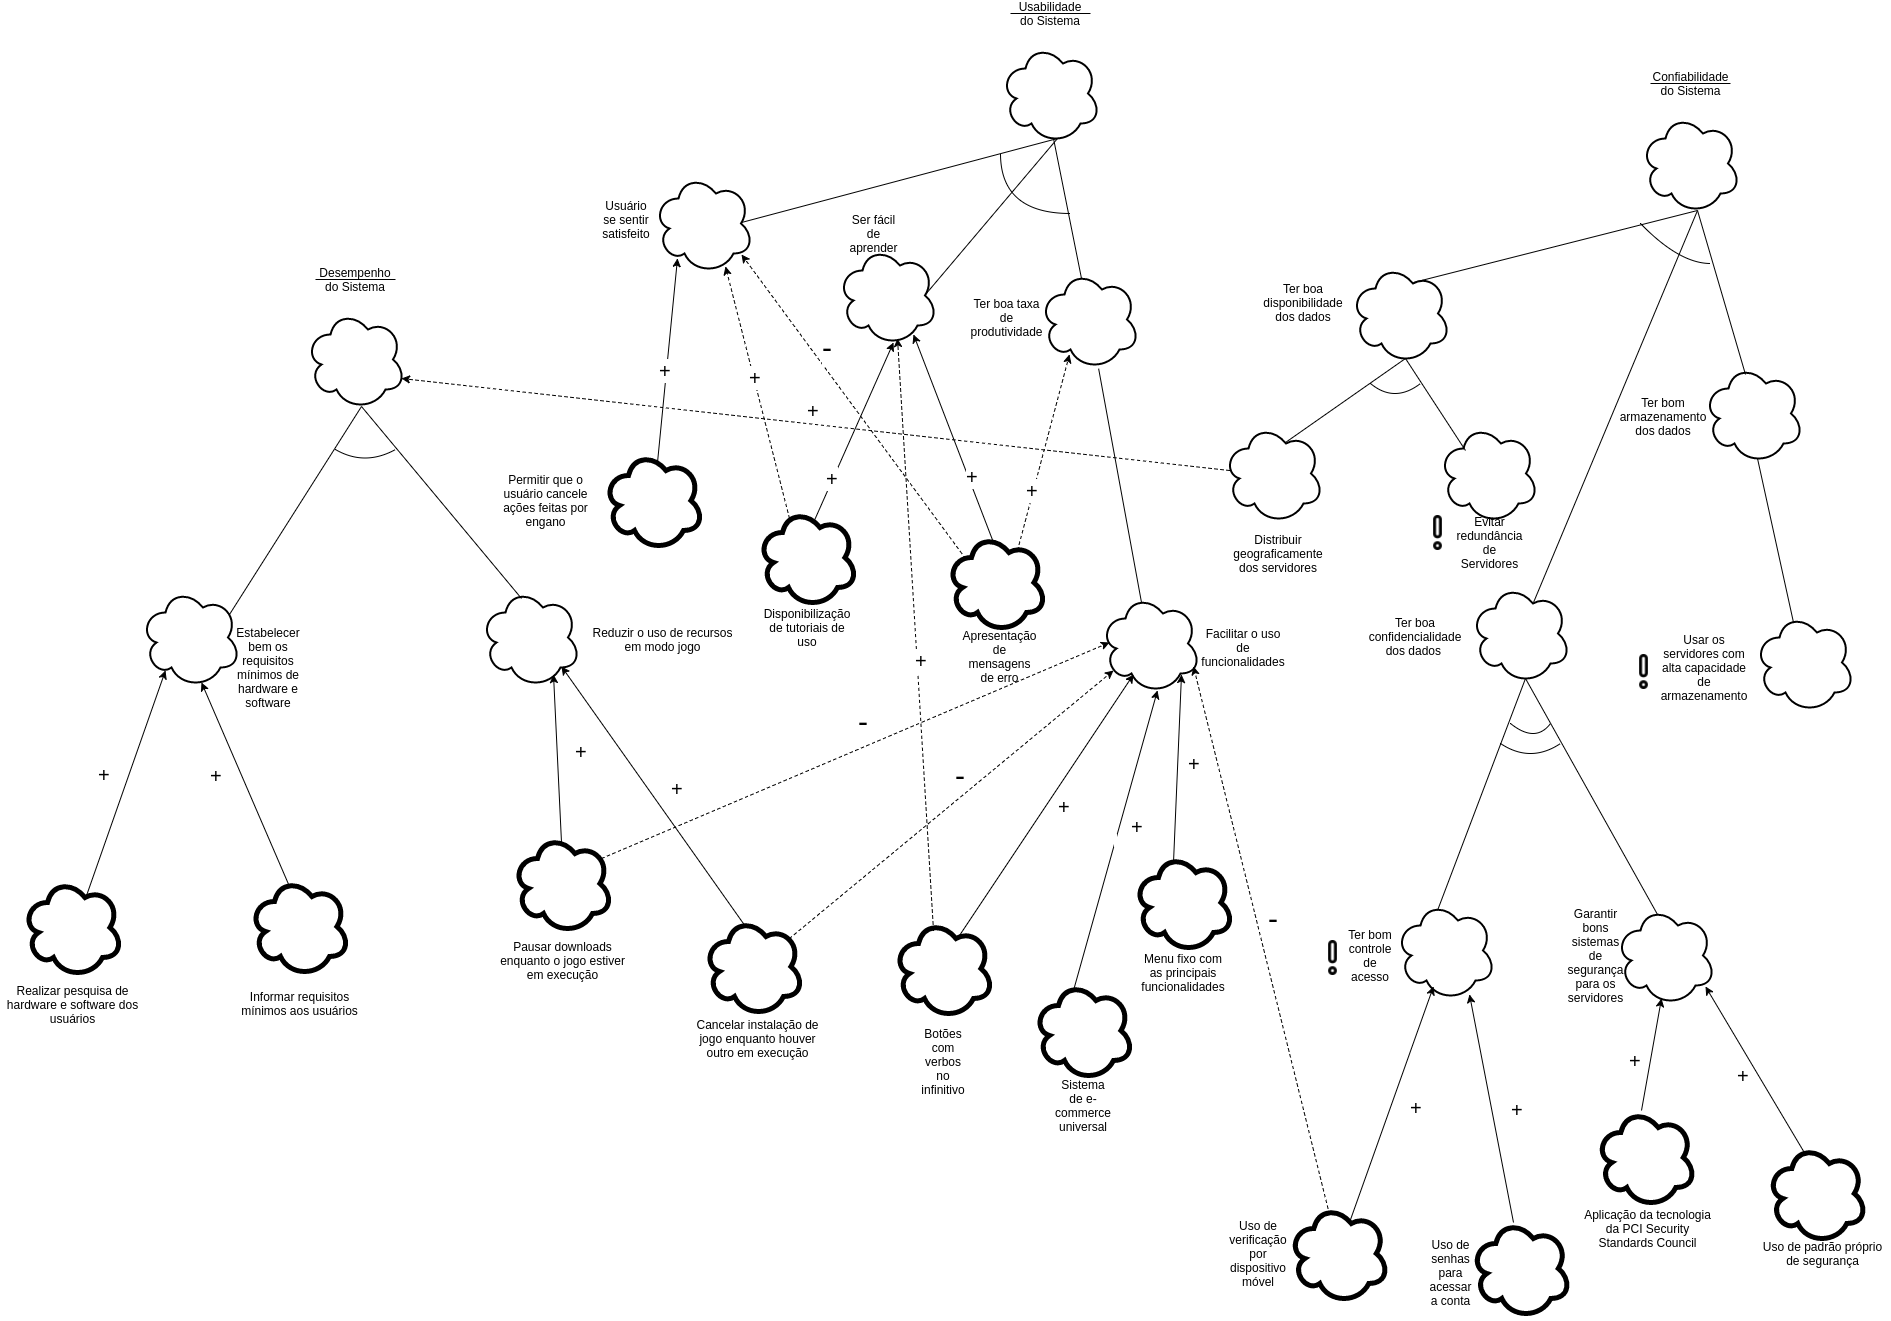 Usabilidade
do Sistema
Confiabilidade
do Sistema
Usuário
se sentir
satisfeito
Ser fácil
de
aprender
Desempenho
do Sistema
Ter boa taxa
de
produtividade
Ter boa
disponibilidade
dos dados
-
+
+
+
Ter bom
armazenamento
dos dados
Permitir que o
usuário cancele
ações feitas por
engano
+
+
+
Distribuir
geograficamente
dos servidores
Evitar
redundância
de
Servidores
Disponibilização
de tutoriais de
uso
Apresentação
de
mensagens
de erro
Estabelecer
bem os
requisitos
mínimos de
hardware e
software
Reduzir o uso de recursos
em modo jogo
+
Facilitar o uso
de
funcionalidades
Ter boa
confidencialidade
dos dados
Usar os
servidores com
alta capacidade
de
armazenamento
-
+
+
+
+
-
+
+
+
-
Realizar pesquisa de
hardware e software dos
usuários
Informar requisitos
mínimos aos usuários
Pausar downloads
enquanto o jogo estiver
em execução
Cancelar instalação de
jogo enquanto houver
outro em execução
Botões
com
verbos
no
infinitivo
Sistema
de e-
commerce
universal
Menu fixo com
as principais
funcionalidades
Ter bom
controle
de
acesso
Garantir
bons
sistemas
de
segurança
para os
servidores
+
+
+
+
Uso de
verificação
por
dispositivo
móvel
Uso de
senhas
para
acessar
a conta
Aplicação da tecnologia
da PCI Security
Standards Council
Uso de padrão próprio
de segurança